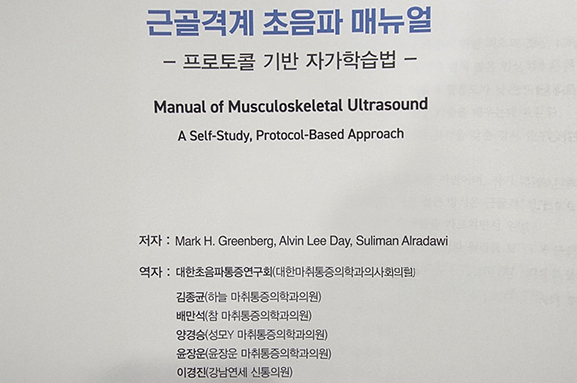 근골격계 초음파 매뉴얼
– 프로토콜 기반 자가학습법 –
Manual of Musculoskeletal Ultrasound
A Self-Study, Protocol-Based Approach
저자 : Mark H. Greenberg, Alvin Lee Day, Suliman Alradawi
역자 : 대한초음파통증연구회(대한마취통증의학과의사회의림)
김종균(하늘 마취통증의학과의원)
배만석(참 마취통증의학과의원)
양경승(성모Y 마취통증의학과의원)
윤장운(윤장운 마취통증의학과의원)
이경진(강남연세 신통의원)